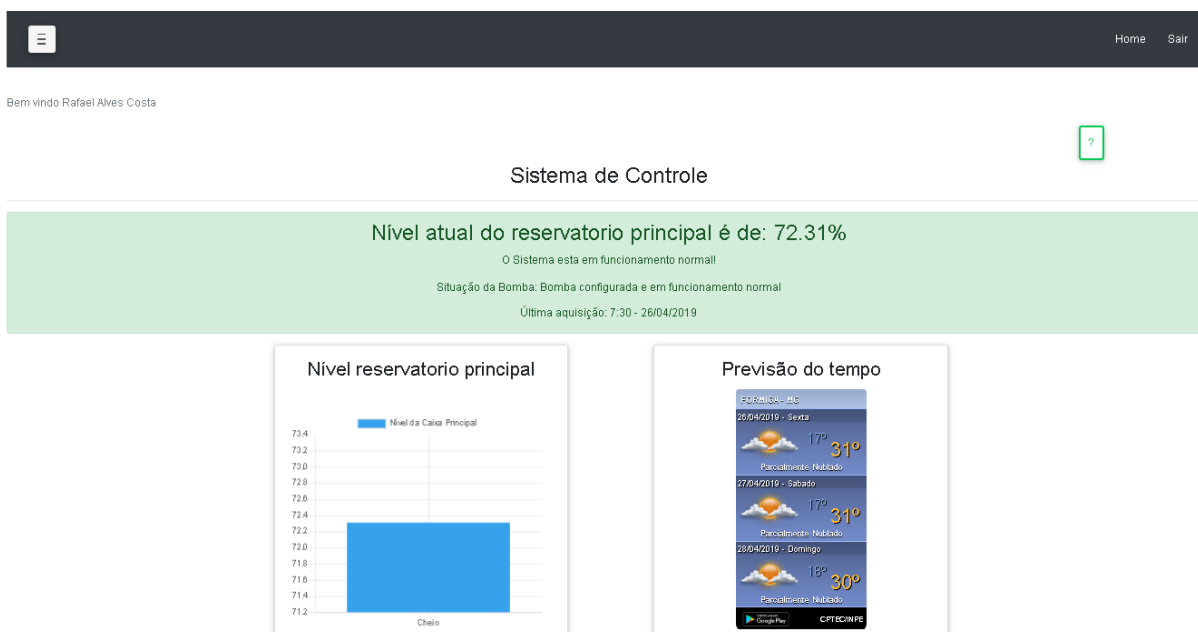 ☰
Home Sair
Bem vindo Rafael Alves Costa
?
Sistema de Controle
Nível atual do reservatorio principal é de: 72.31%
O Sistema esta em funcionamento normal!
Situação da Bomba: Bomba configurada e em funcionamento normal
Última aquisição: 7:30 - 26/04/2019
Nível reservatorio principal
Nível da Caixa Principal
73.4
73.2
73.0
72.8
72.6
72.4
72.2
72.0
71.8
71.6
71.4
71.2
Cheio
Previsão do tempo
FORMIGA - MG
26/04/2019 - Sexta
17º 31º
Parcialmente Nublado
27/04/2019 - Sabado
17º 31º
Parcialmente Nublado
28/04/2019 - Domingo
18º 30º
Parcialmente Nublado
Google Play CPTEC/INPE